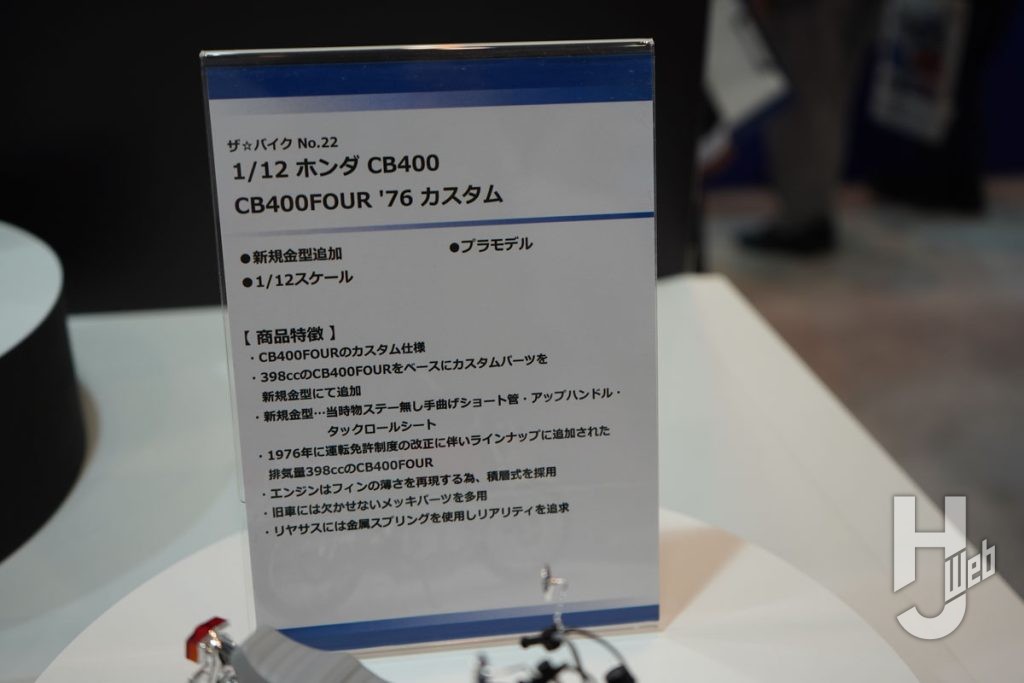 ザ☆バイク No.22
1/12 ホンダ CB400
CB400FOUR '76 カスタム
●新規金型追加 ●プラモデル
●1/12スケール
【 商品特徴 】
・CB400FOURのカスタム仕様
・398ccのCB400FOURをベースにカスタムパーツを
新規金型にて追加
・新規金型…当時物ステー無し手曲げショート管・アップハンドル・
タックロールシート
・1976年に運転免許制度の改正に伴いラインナップに追加された
排気量398ccのCB400FOUR
・エンジンはフィンの薄さを再現する為、積層式を採用
・旧車には欠かせないメッキパーツを多用
・リヤサスには金属スプリングを使用しリアリティを追求
HJ Web